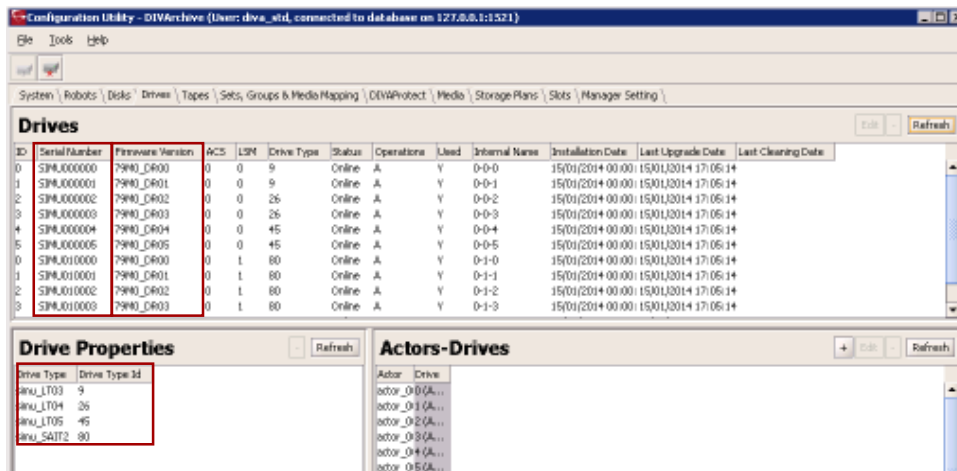 Configuration Utility - DIVArchive (User: diva_std, connected to database on 127.0.0.1:1521)
File Tools Help
System \ Robots \ Disks \ Drives \ Tapes \ Sets, Groups & Media Mapping \ DIVAProtect \ Media \ Storage Plans \ Slots \ Manager Setting \
Drives Edit - Refresh
ID Serial Number Firmware Version ACS LSM Drive Type Status Operations Used Internal Name Installation Date Last Upgrade Date Last Cleaning Date
0 SIMU000000 79M0_DR00 0 0 9 Online A Y 0-0-0 15/01/2014 00:00: 15/01/2014 17:05:14
1 SIMU000001 79M0_DR01 0 0 9 Online A Y 0-0-1 15/01/2014 00:00: 15/01/2014 17:05:14
2 SIMU000002 79M0_DR02 0 0 26 Online A Y 0-0-2 15/01/2014 00:00: 15/01/2014 17:05:14
3 SIMU000003 79M0_DR03 0 0 26 Online A Y 0-0-3 15/01/2014 00:00: 15/01/2014 17:05:14
4 SIMU000004 79M0_DR04 0 0 45 Online A Y 0-0-4 15/01/2014 00:00: 15/01/2014 17:05:14
5 SIMU000005 79M0_DR05 0 0 45 Online A Y 0-0-5 15/01/2014 00:00: 15/01/2014 17:05:14
0 SIMU010000 79M0_DR00 0 1 80 Online A Y 0-1-0 15/01/2014 00:00: 15/01/2014 17:05:14
1 SIMU010001 79M0_DR01 0 1 80 Online A Y 0-1-1 15/01/2014 00:00: 15/01/2014 17:05:14
2 SIMU010002 79M0_DR02 0 1 80 Online A Y 0-1-2 15/01/2014 00:00: 15/01/2014 17:05:14
3 SIMU010003 79M0_DR03 0 1 80 Online A Y 0-1-3 15/01/2014 00:00: 15/01/2014 17:05:14
Drive Properties - Refresh
Drive Type Drive Type Id
simu_LTO3 9
simu_LTO4 26
simu_LTO5 45
simu_SAIT2 80
Actors-Drives + Edit - Refresh
Actor Drive
actor_0 0 (A...
actor_0 1 (A...
actor_0 2 (A...
actor_0 3 (A...
actor_0 4 (A...
actor_0 5 (A...